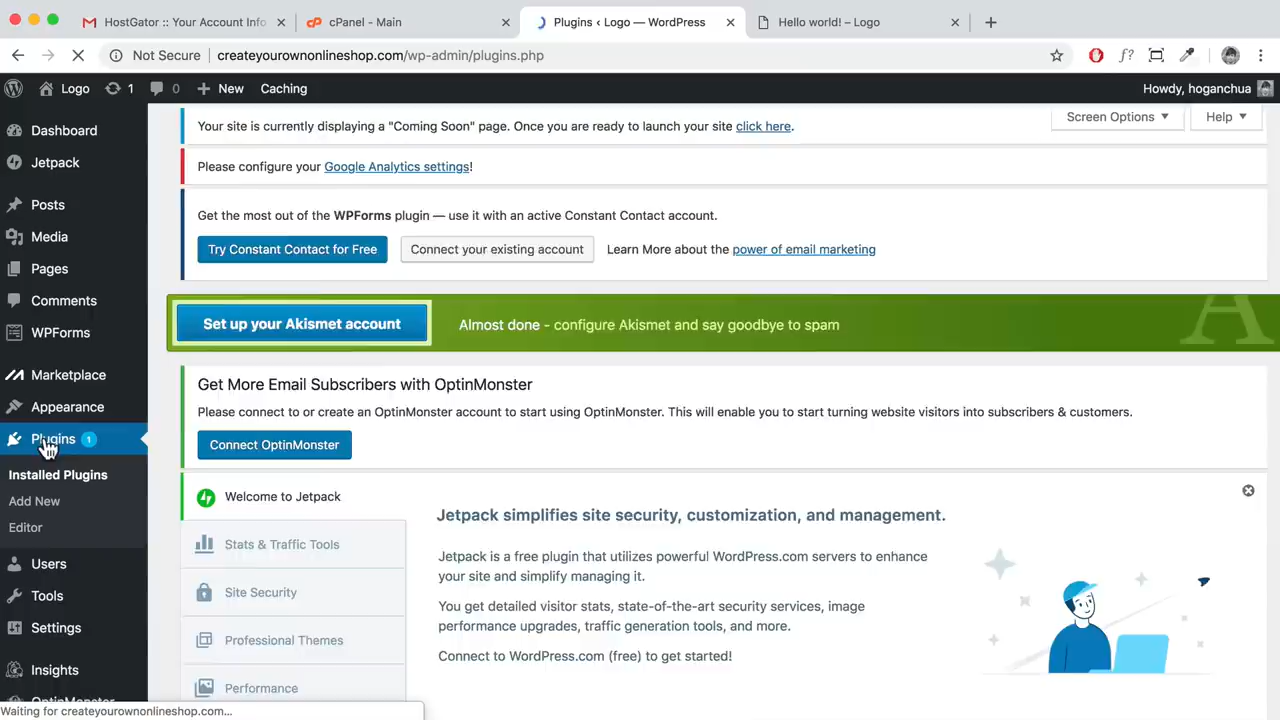 HostGator :: Your Account Info
cPanel - Main
Plugins ‹ Logo — WordPress
Hello world! – Logo
Not Secure
createyourownonlineshop.com/wp-admin/plugins.php
f?
Logo
1
0
New
Caching
Howdy, hoganchua
Dashboard
Jetpack
Posts
Media
Pages
Comments
WPForms
Marketplace
Appearance
Plugins 1
Installed Plugins
Add New
Editor
Users
Tools
Settings
Insights
OptinMonster
Your site is currently displaying a "Coming Soon" page. Once you are ready to launch your site click here.
Screen Options
Help
Please configure your Google Analytics settings!
Get the most out of the WPForms plugin — use it with an active Constant Contact account.
Try Constant Contact for Free
Connect your existing account
Learn More about the power of email marketing
Set up your Akismet account
Almost done - configure Akismet and say goodbye to spam
A
Get More Email Subscribers with OptinMonster
Please connect to or create an OptinMonster account to start using OptinMonster. This will enable you to start turning website visitors into subscribers & customers.
Connect OptinMonster
Welcome to Jetpack
Stats & Traffic Tools
Site Security
Professional Themes
Performance
Jetpack simplifies site security, customization, and management.
Jetpack is a free plugin that utilizes powerful WordPress.com servers to enhance
your site and simplify managing it.
You get detailed visitor stats, state-of-the-art security services, image
performance upgrades, traffic generation tools, and more.
Connect to WordPress.com (free) to get started!
Waiting for createyourownonlineshop.com...